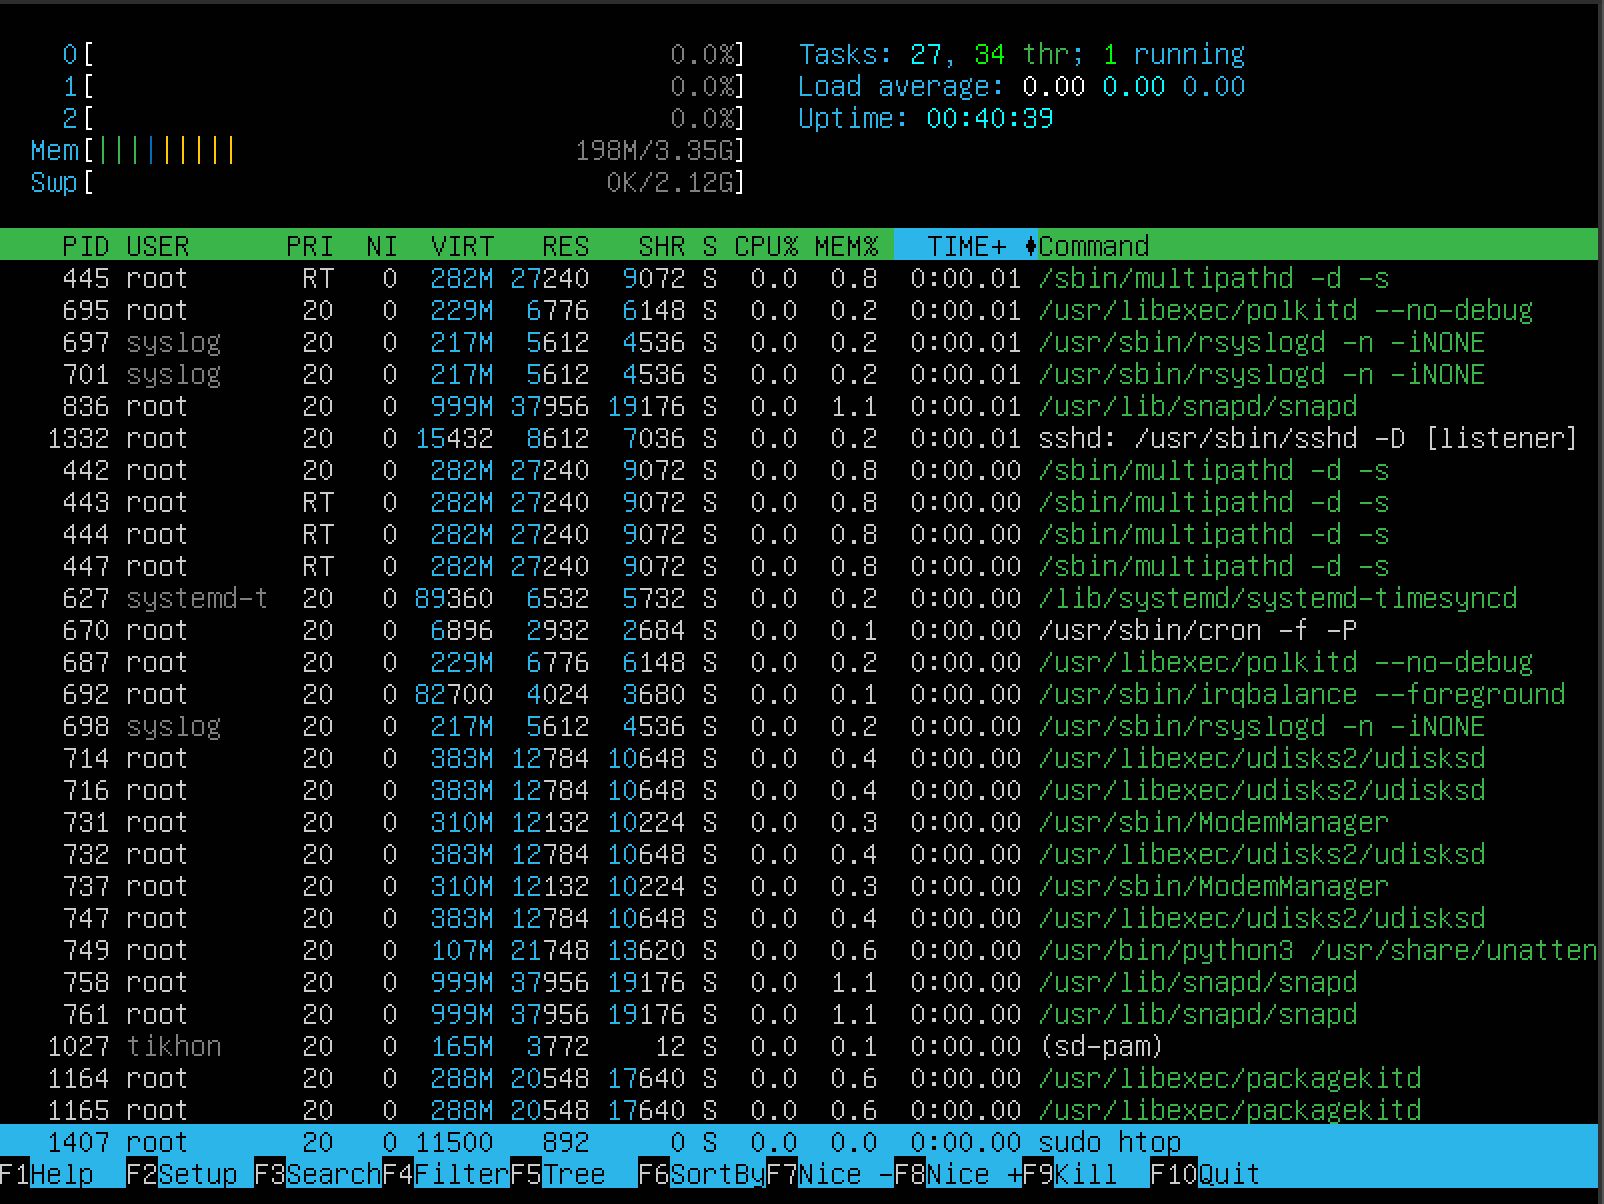 0[ 0.0%] Tasks: 27, 34 thr; 1 running
1[ 0.0%] Load average: 0.00 0.00 0.00
2[ 0.0%] Uptime: 00:40:39
Mem[||||||||| 198M/3.35G]
Swp[ 0K/2.12G]
PID USER PRI NI VIRT RES SHR S CPU% MEM% TIME+ Command
445 root RT 0 282M 27240 9072 S 0.0 0.8 0:00.01 /sbin/multipathd -d -s
695 root 20 0 229M 6776 6148 S 0.0 0.2 0:00.01 /usr/libexec/polkitd --no-debug
697 syslog 20 0 217M 5612 4536 S 0.0 0.2 0:00.01 /usr/sbin/rsyslogd -n -iNONE
701 syslog 20 0 217M 5612 4536 S 0.0 0.2 0:00.01 /usr/sbin/rsyslogd -n -iNONE
836 root 20 0 999M 37956 19176 S 0.0 1.1 0:00.01 /usr/lib/snapd/snapd
1332 root 20 0 15432 8612 7036 S 0.0 0.2 0:00.01 sshd: /usr/sbin/sshd -D [listener]
442 root 20 0 282M 27240 9072 S 0.0 0.8 0:00.00 /sbin/multipathd -d -s
443 root RT 0 282M 27240 9072 S 0.0 0.8 0:00.00 /sbin/multipathd -d -s
444 root RT 0 282M 27240 9072 S 0.0 0.8 0:00.00 /sbin/multipathd -d -s
447 root RT 0 282M 27240 9072 S 0.0 0.8 0:00.00 /sbin/multipathd -d -s
627 systemd-t 20 0 89360 6532 5732 S 0.0 0.2 0:00.00 /lib/systemd/systemd-timesyncd
670 root 20 0 6896 2932 2684 S 0.0 0.1 0:00.00 /usr/sbin/cron -f -P
687 root 20 0 229M 6776 6148 S 0.0 0.2 0:00.00 /usr/libexec/polkitd --no-debug
692 root 20 0 82700 4024 3680 S 0.0 0.1 0:00.00 /usr/sbin/irqbalance --foreground
698 syslog 20 0 217M 5612 4536 S 0.0 0.2 0:00.00 /usr/sbin/rsyslogd -n -iNONE
714 root 20 0 383M 12784 10648 S 0.0 0.4 0:00.00 /usr/libexec/udisks2/udisksd
716 root 20 0 383M 12784 10648 S 0.0 0.4 0:00.00 /usr/libexec/udisks2/udisksd
731 root 20 0 310M 12132 10224 S 0.0 0.3 0:00.00 /usr/sbin/ModemManager
732 root 20 0 383M 12784 10648 S 0.0 0.4 0:00.00 /usr/libexec/udisks2/udisksd
737 root 20 0 310M 12132 10224 S 0.0 0.3 0:00.00 /usr/sbin/ModemManager
747 root 20 0 383M 12784 10648 S 0.0 0.4 0:00.00 /usr/libexec/udisks2/udisksd
749 root 20 0 107M 21748 13620 S 0.0 0.6 0:00.00 /usr/bin/python3 /usr/share/unatten
758 root 20 0 999M 37956 19176 S 0.0 1.1 0:00.00 /usr/lib/snapd/snapd
761 root 20 0 999M 37956 19176 S 0.0 1.1 0:00.00 /usr/lib/snapd/snapd
1027 tikhon 20 0 165M 3772 12 S 0.0 0.1 0:00.00 (sd-pam)
1164 root 20 0 288M 20548 17640 S 0.0 0.6 0:00.00 /usr/libexec/packagekitd
1165 root 20 0 288M 20548 17640 S 0.0 0.6 0:00.00 /usr/libexec/packagekitd
1407 root 20 0 11500 892 0 S 0.0 0.0 0:00.00 sudo htop
F1Help F2Setup F3SearchF4FilterF5Tree F6SortByF7Nice -F8Nice +F9Kill F10Quit